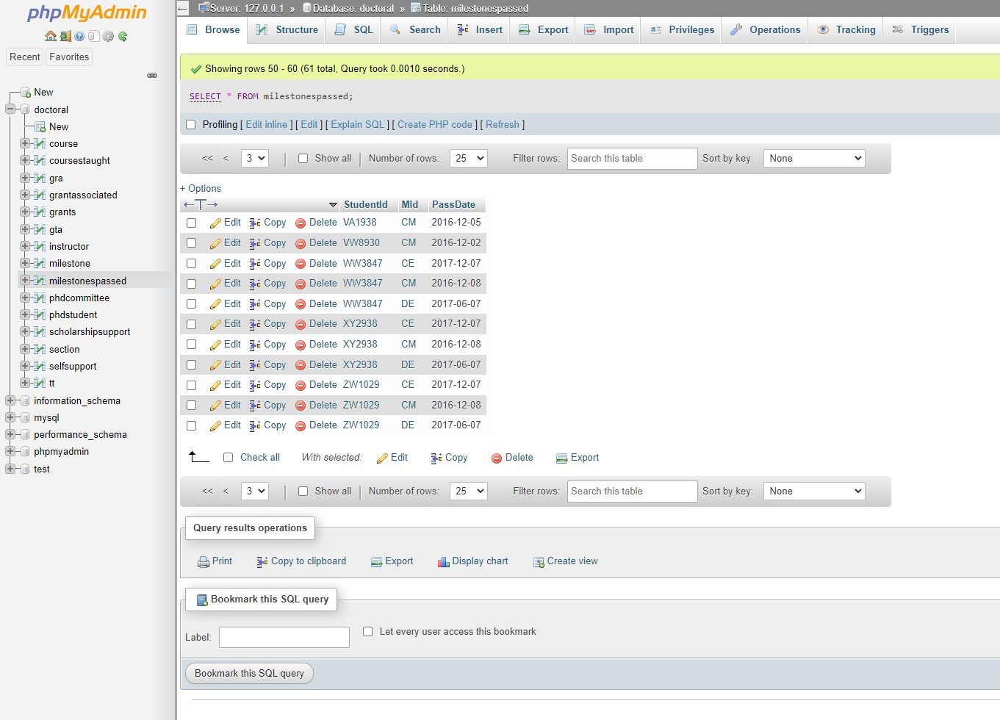 phpMyAdmin
Recent Favorites
New
doctoral
New
course
coursestaught
gra
grantassociated
grants
gta
instructor
milestone
milestonespassed
phdcommittee
phdstudent
scholarshipsupport
section
selfsupport
tt
information_schema
mysql
performance_schema
phpmyadmin
test
Server: 127.0.0.1 » Database: doctoral » Table: milestonespassed
Browse Structure SQL Search Insert Export Import Privileges Operations Tracking Triggers
Showing rows 50 - 60 (61 total, Query took 0.0010 seconds.)
SELECT * FROM milestonespassed;
Profiling [ Edit inline ] [ Edit ] [ Explain SQL ] [ Create PHP code ] [ Refresh ]
<< < 3 Show all Number of rows: 25 Filter rows: Search this table Sort by key: None
+ Options
←T→ StudentId MId PassDate
Edit Copy Delete VA1938 CM 2016-12-05
Edit Copy Delete VW8930 CM 2016-12-02
Edit Copy Delete WW3847 CE 2017-12-07
Edit Copy Delete WW3847 CM 2016-12-08
Edit Copy Delete WW3847 DE 2017-06-07
Edit Copy Delete XY2938 CE 2017-12-07
Edit Copy Delete XY2938 CM 2016-12-08
Edit Copy Delete XY2938 DE 2017-06-07
Edit Copy Delete ZW1029 CE 2017-12-07
Edit Copy Delete ZW1029 CM 2016-12-08
Edit Copy Delete ZW1029 DE 2017-06-07
Check all With selected: Edit Copy Delete Export
<< < 3 Show all Number of rows: 25 Filter rows: Search this table Sort by key: None
Query results operations
Print Copy to clipboard Export Display chart Create view
Bookmark this SQL query
Label: Let every user access this bookmark
Bookmark this SQL query